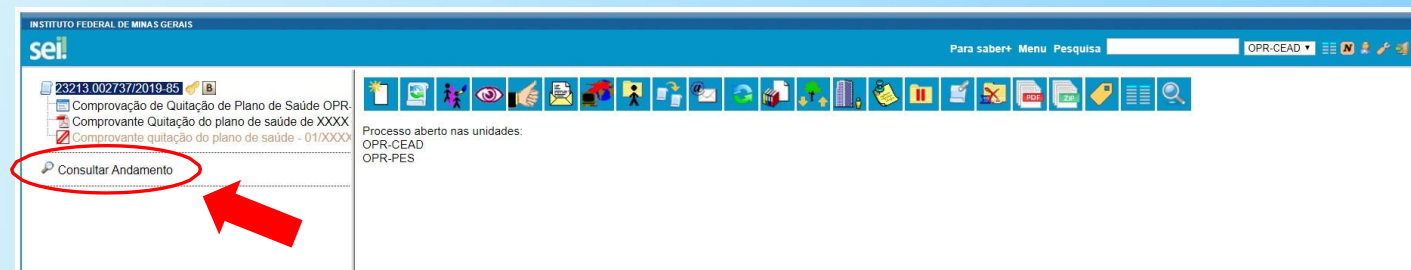 INSTITUTO FEDERAL DE MINAS GERAIS
sei!
Para saber+ Menu Pesquisa
OPR-CEAD
N
23213.002737/2019-85
B
Comprovação de Quitação de Plano de Saúde OPR-
Comprovante Quitação do plano de saúde de XXXX
Comprovante quitação do plano de saúde - 01/XXXX
Consultar Andamento
PDF
ZIP
Processo aberto nas unidades:
OPR-CEAD
OPR-PES